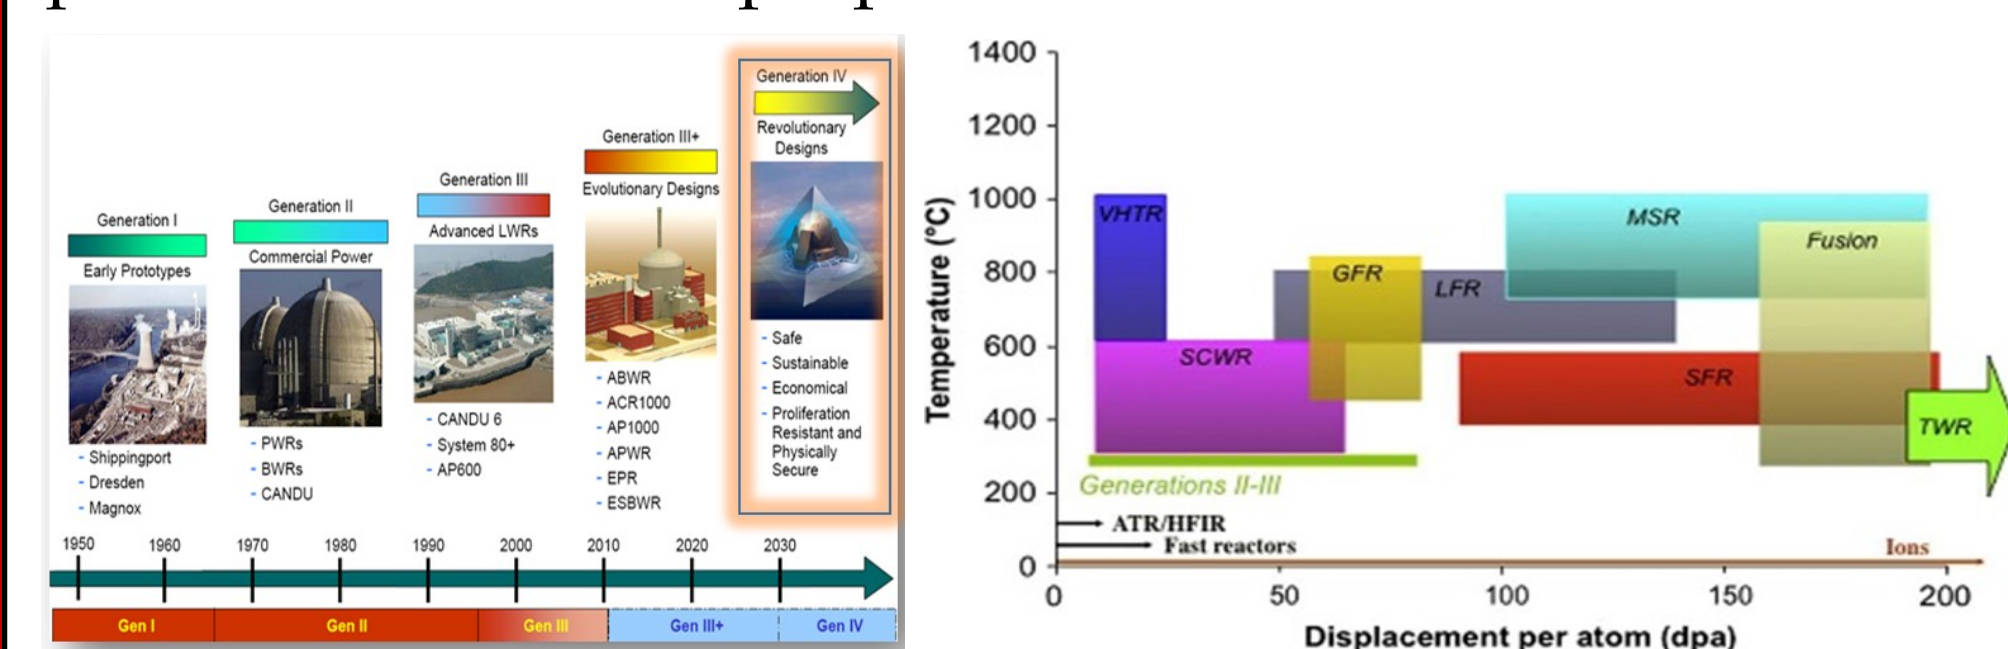 Generation I
Early Prototypes
- Shippingport
- Dresden
- Magnox
Generation II
Commercial Power
- PWRs
- BWRs
- CANDU
Generation III
Advanced LWRs
- CANDU 6
- System 80+
- AP600
Generation III+
Evolutionary Designs
- ABWR
- ACR1000
- AP1000
- APWR
- EPR
- ESBWR
Generation IV
Revolutionary
Designs
- Safe
- Sustainable
- Economical
- Proliferation
Resistant and
Physically
Secure
1950 1960 1970 1980 1990 2000 2010 2020 2030
Gen I Gen II Gen III Gen III+ Gen IV
Temperature (°C)
1400
1200
1000
800
600
400
200
0
VHTR
MSR
Fusion
GFR
LFR
SCWR
SFR
TWR
Generations II-III
ATR/HFIR
Fast reactors
Ions
0 50 100 150 200
Displacement per atom (dpa)